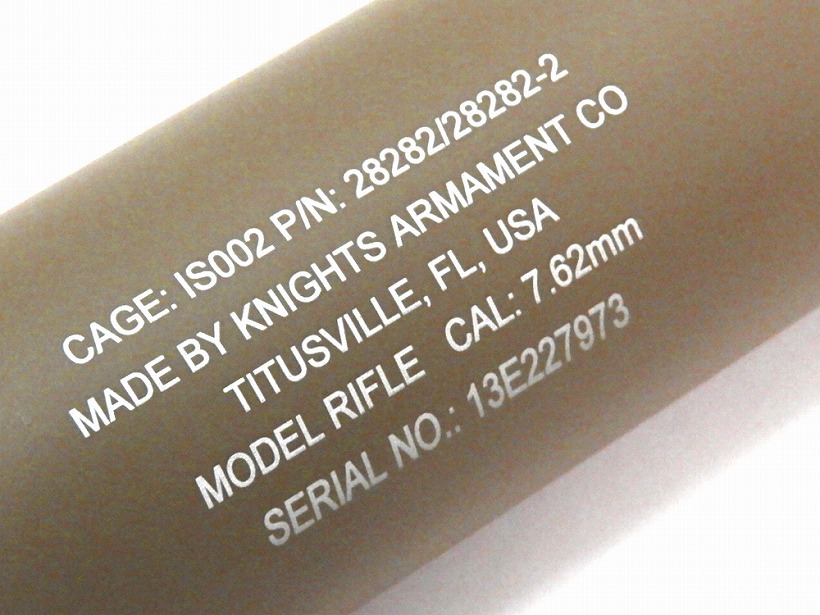 CAGE: IS002 P/N: 28282/28282-2
MADE BY KNIGHTS ARMAMENT CO
TITUSVILLE, FL, USA
MODEL RIFLE CAL: 7.62mm
SERIAL NO.: 13E227973